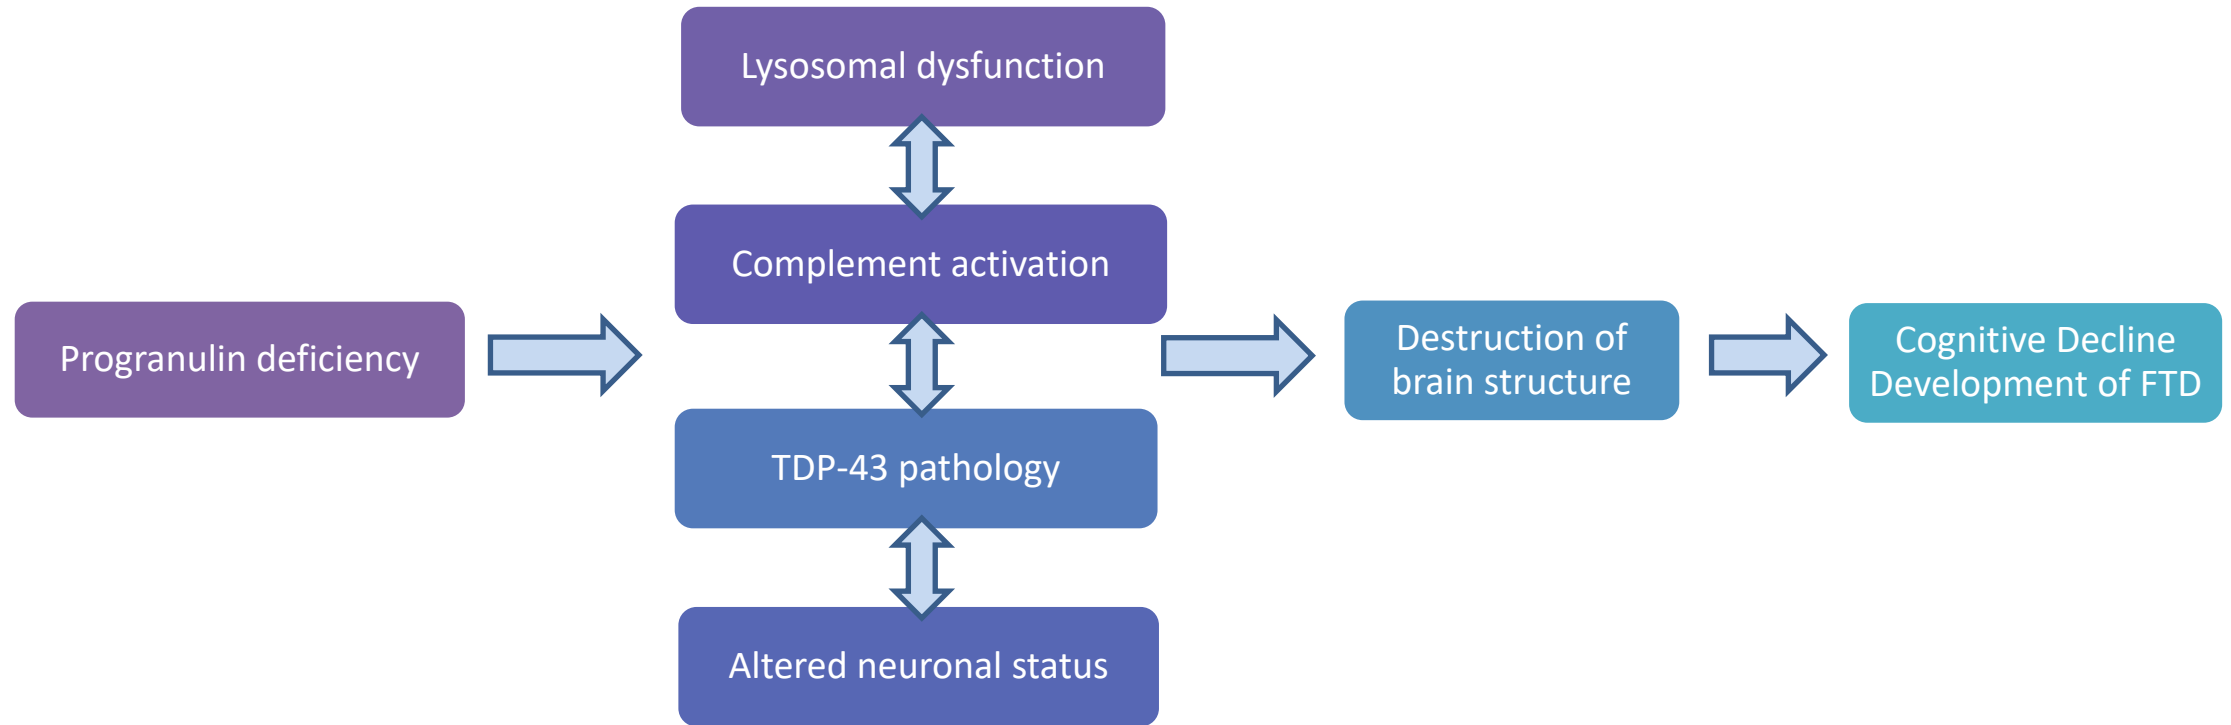 Lysosomal dysfunction
Complement activation
Progranulin deficiency
Destruction of
brain structure
Cognitive Decline
Development of FTD
TDP-43 pathology
Altered neuronal status